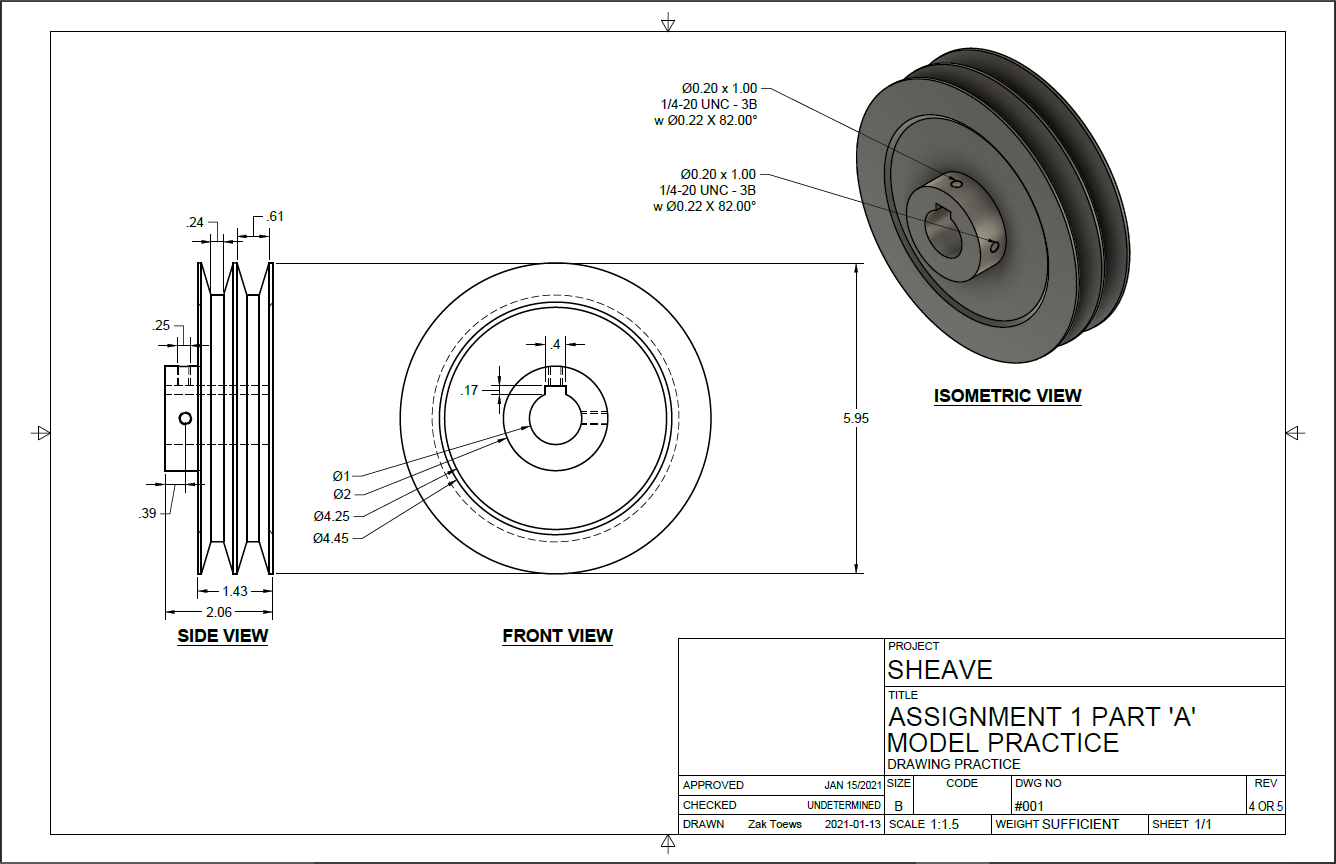 Ø0.20 x 1.00
1/4-20 UNC - 3B
w Ø0.22 X 82.00°
Ø0.20 x 1.00
1/4-20 UNC - 3B
w Ø0.22 X 82.00°
ISOMETRIC VIEW
.24
.61
.25
.39
1.43
2.06
SIDE VIEW
.4
.17
Ø1
Ø2
Ø4.25
Ø4.45
5.95
FRONT VIEW
PROJECT
SHEAVE
TITLE
ASSIGNMENT 1 PART 'A'
MODEL PRACTICE
DRAWING PRACTICE
APPROVED JAN 15/2021
CHECKED UNDETERMINED
DRAWN Zak Toews 2021-01-13
SIZE CODE DWG NO REV
B #001 4 OR 5
SCALE 1:1.5 WEIGHT SUFFICIENT SHEET 1/1